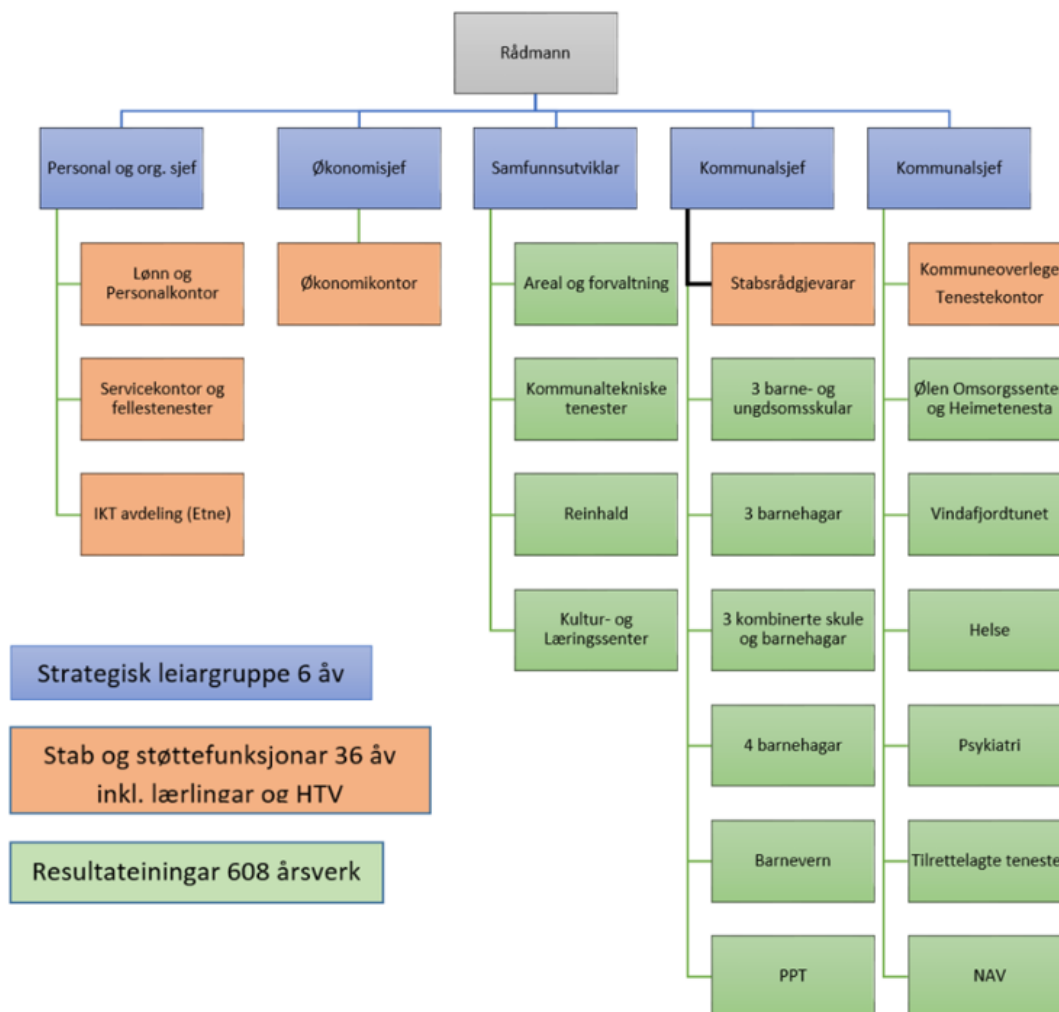 Rådmann
Personal og org. sjef
Økonomisjef
Samfunnsutviklar
Kommunalsjef
Kommunalsjef
Lønn og
Personalkontor
Økonomikontor
Areal og forvaltning
Stabsrådgjevarar
Kommuneoverlege
Tenestekontor
Servicekontor og
fellestenester
Kommunaltekniske
tenester
3 barne- og
ungdsomsskular
Ølen Omsorgssente
og Heimetenesta
IKT avdeling (Etne)
Reinhald
3 barnehagar
Vindafjordtunet
Kultur- og
Læringssenter
3 kombinerte skule
og barnehagar
Helse
4 barnehagar
Psykiatri
Barnevern
Tilrettelagte teneste
PPT
NAV
Strategisk leiargruppe 6 åv
Stab og støttefunksjonar 36 åv
inkl. lærlingar og HTV
Resultateiningar 608 årsverk